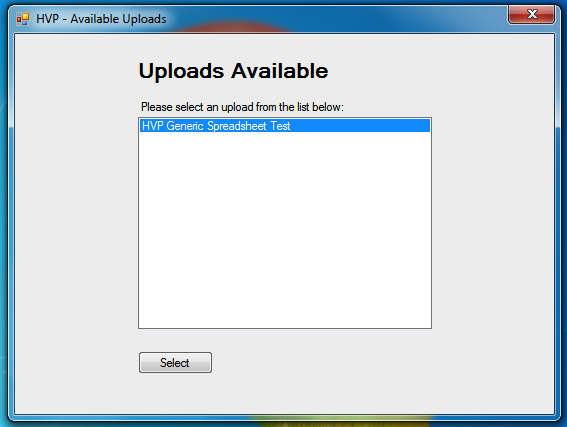 HVP - Available Uploads
Uploads Available
Please select an upload from the list below:
HVP Generic Spreadsheet Test
Select